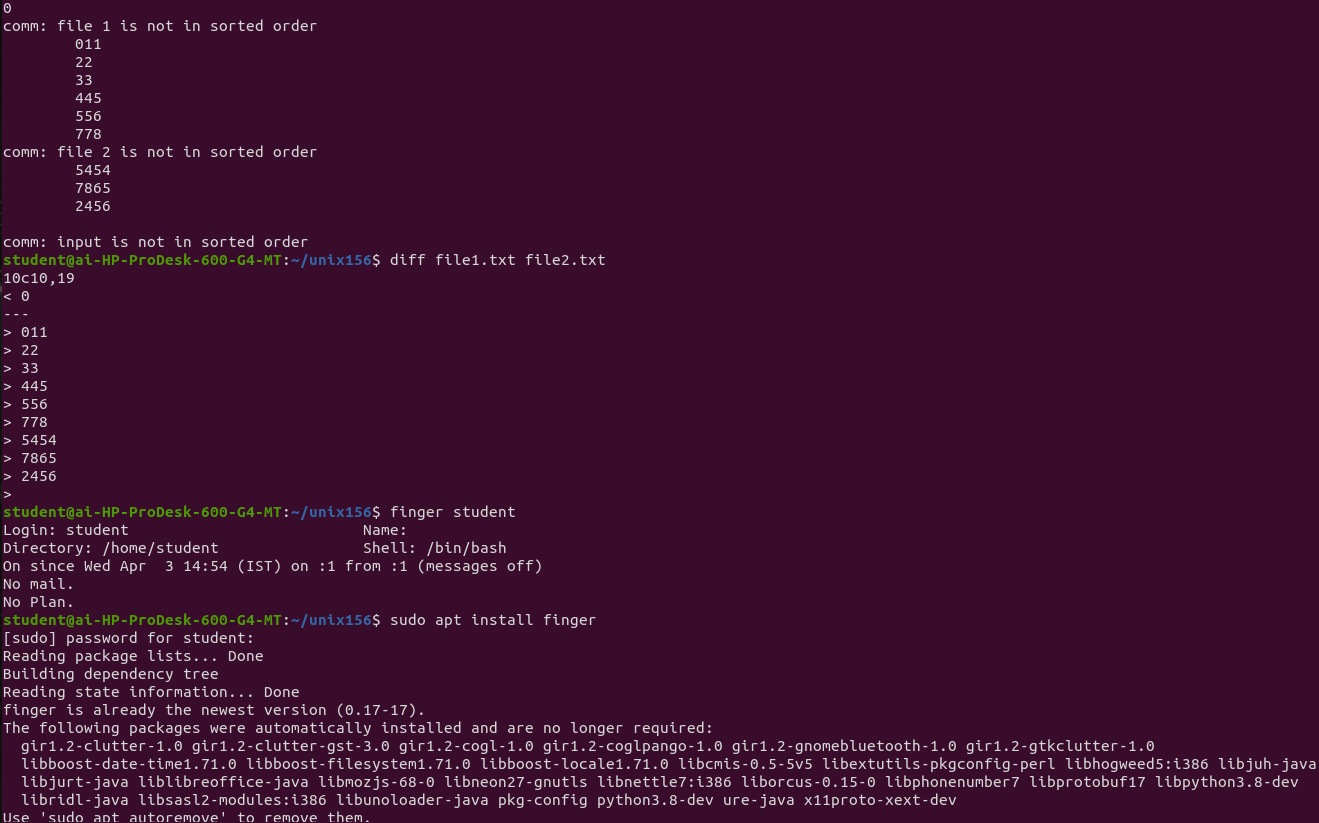 0
comm: file 1 is not in sorted order
        011
        22
        33
        445
        556
        778
comm: file 2 is not in sorted order
        5454
        7865
        2456

comm: input is not in sorted order
student@ai-HP-ProDesk-600-G4-MT:~/unix156$ diff file1.txt file2.txt
10c10,19
< 0
---
> 011
> 22
> 33
> 445
> 556
> 778
> 5454
> 7865
> 2456
>
student@ai-HP-ProDesk-600-G4-MT:~/unix156$ finger student
Login: student                          Name:
Directory: /home/student                Shell: /bin/bash
On since Wed Apr  3 14:54 (IST) on :1 from :1 (messages off)
No mail.
No Plan.
student@ai-HP-ProDesk-600-G4-MT:~/unix156$ sudo apt install finger
[sudo] password for student:
Reading package lists... Done
Building dependency tree
Reading state information... Done
finger is already the newest version (0.17-17).
The following packages were automatically installed and are no longer required:
  gir1.2-clutter-1.0 gir1.2-clutter-gst-3.0 gir1.2-cogl-1.0 gir1.2-coglpango-1.0 gir1.2-gnomebluetooth-1.0 gir1.2-gtkclutter-1.0
  libboost-date-time1.71.0 libboost-filesystem1.71.0 libboost-locale1.71.0 libcmis-0.5-5v5 libextutils-pkgconfig-perl libhogweed5:i386 libjuh-java
  libjurt-java liblibreoffice-java libmozjs-68-0 libneon27-gnutls libnettle7:i386 liborcus-0.15-0 libphonenumber7 libprotobuf17 libpython3.8-dev
  libridl-java libsasl2-modules:i386 libunoloader-java pkg-config python3.8-dev ure-java x11proto-xext-dev
Use 'sudo apt autoremove' to remove them.